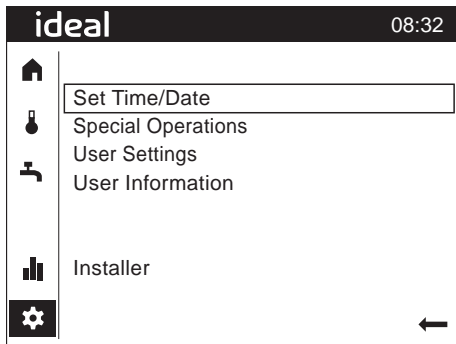 ideal 08:32
Set Time/Date
Special Operations
User Settings
User Information
Installer